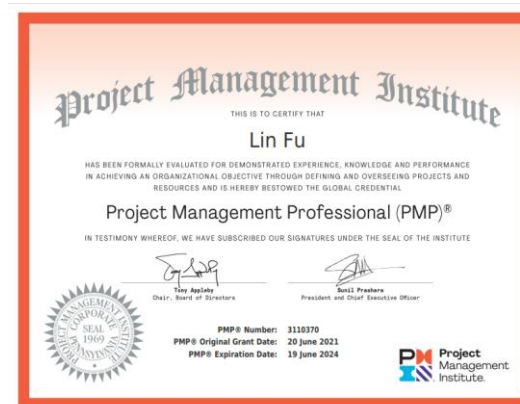 Project Management Institute
THIS IS TO CERTIFY THAT
Lin Fu
HAS BEEN FORMALLY EVALUATED FOR DEMONSTRATED EXPERIENCE, KNOWLEDGE AND PERFORMANCE
IN ACHIEVING AN ORGANIZATIONAL OBJECTIVE THROUGH DEFINING AND OVERSEEING PROJECTS AND
RESOURCES AND IS HEREBY BESTOWED THE GLOBAL CREDENTIAL
Project Management Professional (PMP)®
IN TESTIMONY WHEREOF, WE HAVE SUBSCRIBED OUR SIGNATURES UNDER THE SEAL OF THE INSTITUTE
Tony Appleby
Chair, Board of Directors
Sunil Prashara
President and Chief Executive Officer
PROJECT MANAGEMENT INSTITUTE
CORPORATE
SEAL
1969
PENNSYLVANIA
PMP® Number: 3110370
PMP® Original Grant Date: 20 June 2021
PMP® Expiration Date: 19 June 2024
Project
Management
Institute.